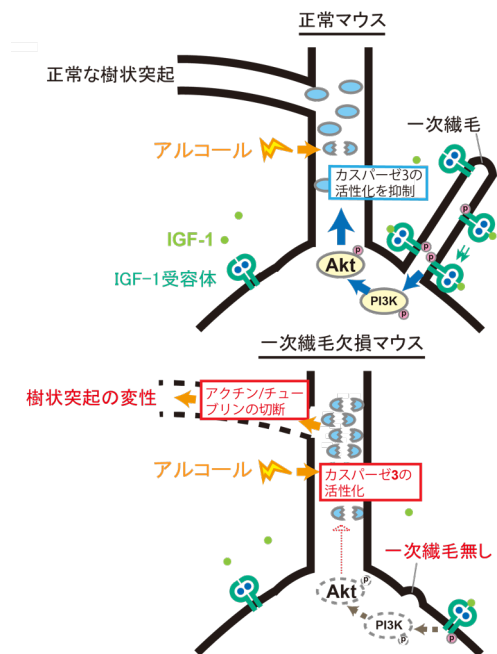 正常マウス
正常な樹状突起
一次繊毛
アルコール
カスパーゼ3の
活性化を抑制
P
P
P
IGF-1
P
Akt
IGF-1受容体
PI3K
P
P
一次繊毛欠損マウス
樹状突起の変性
アクチン/チュー
ブリンの切断
アルコール
カスパーゼ3の
活性化
一次繊毛無し
P
Akt
PI3K
P
P